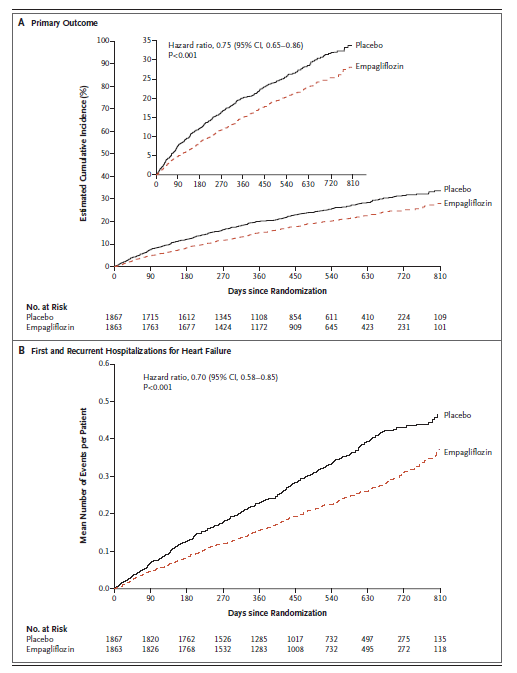 A Primary Outcome
Estimated Cumulative Incidence (%)
100
90
80
70
60
50
40
30
20
10
0
35
30
25
20
15
10
5
0
Hazard ratio, 0.75 (95% CI, 0.65–0.86)
P<0.001
Placebo
Empagliflozin
0 90 180 270 360 450 540 630 720 810
Placebo
Empagliflozin
0 90 180 270 360 450 540 630 720 810
Days since Randomization
No. at Risk
Placebo 1867 1715 1612 1345 1108 854 611 410 224 109
Empagliflozin 1863 1763 1677 1424 1172 909 645 423 231 101
B First and Recurrent Hospitalizations for Heart Failure
Mean Number of Events per Patient
0.6
0.5
0.4
0.3
0.2
0.1
0.0
Hazard ratio, 0.70 (95% CI, 0.58–0.85)
P<0.001
Placebo
Empagliflozin
0 90 180 270 360 450 540 630 720 810
Days since Randomization
No. at Risk
Placebo 1867 1820 1762 1526 1285 1017 732 497 275 135
Empagliflozin 1863 1826 1768 1532 1283 1008 732 495 272 118